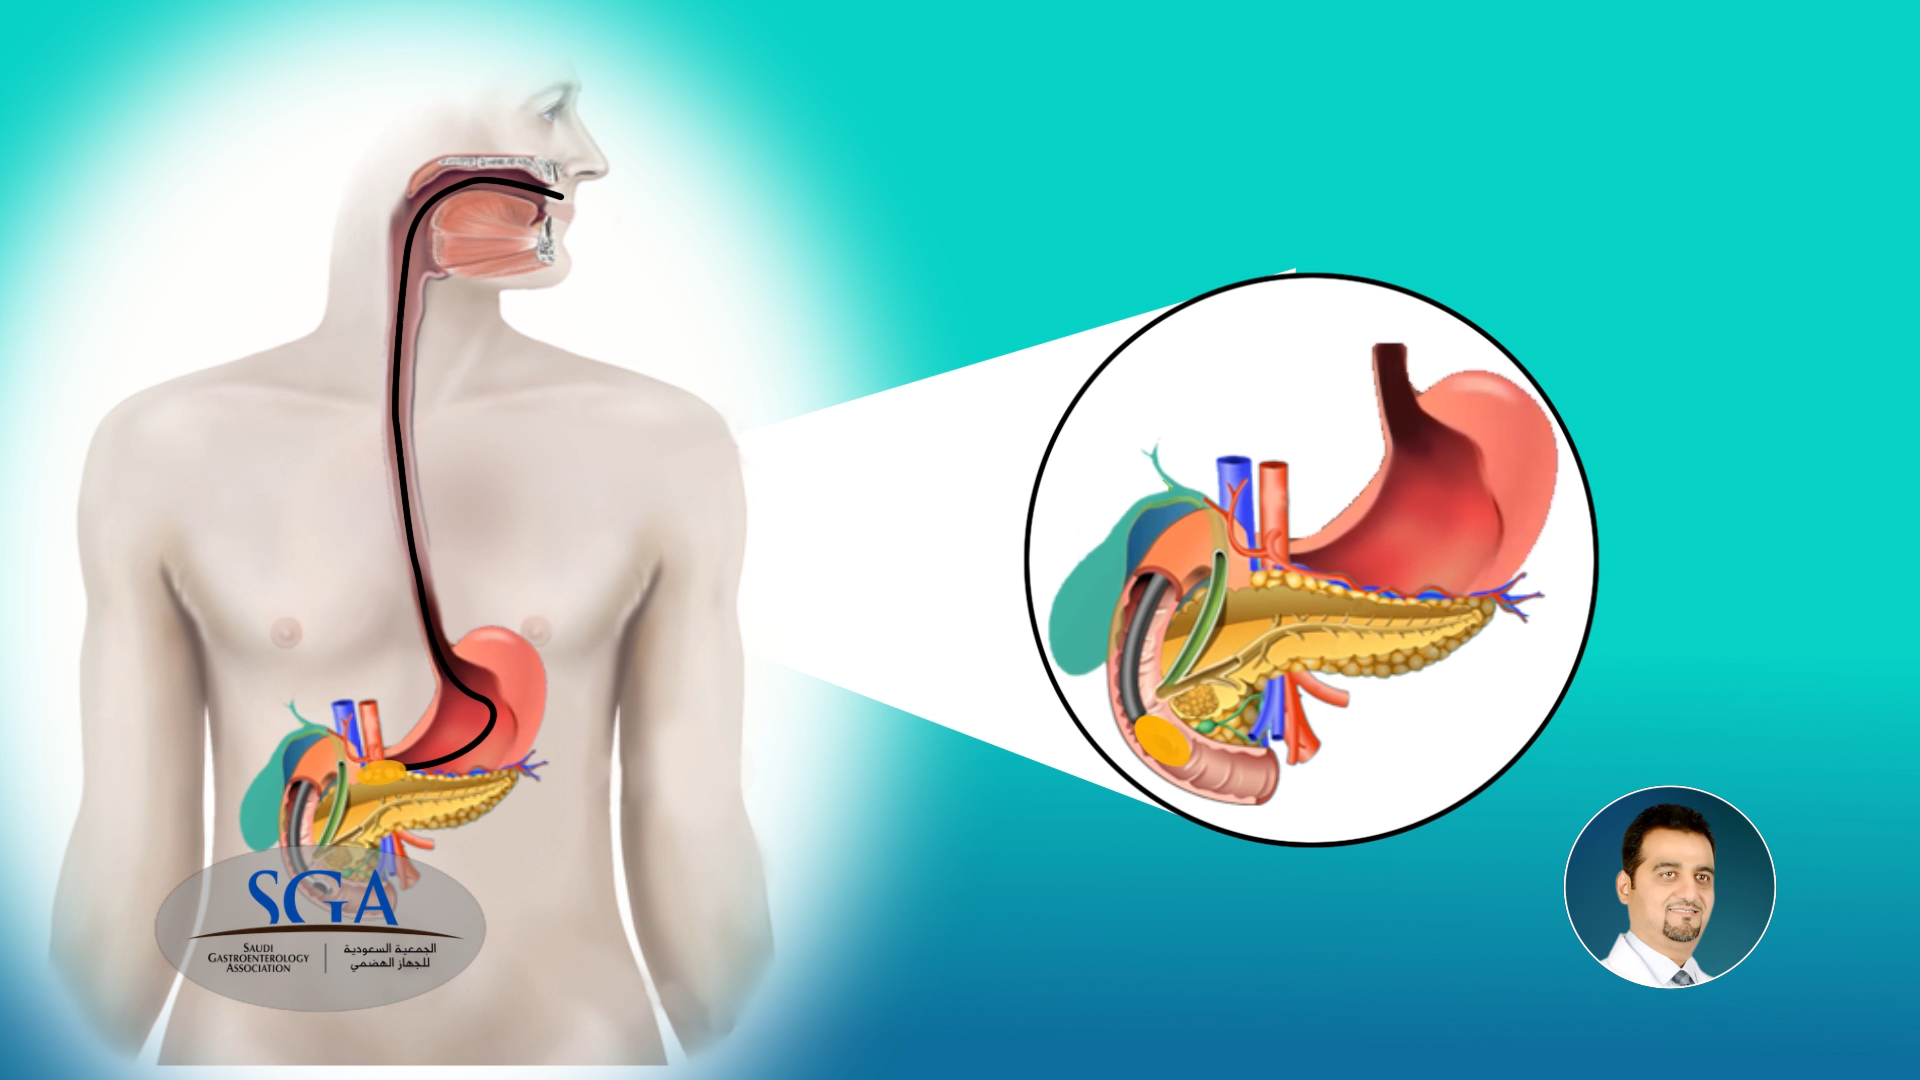 SGA
SAUDI
GASTROENTEROLOGY
ASSOCIATION
الجمعية السعودية
للجهاز الهضمي